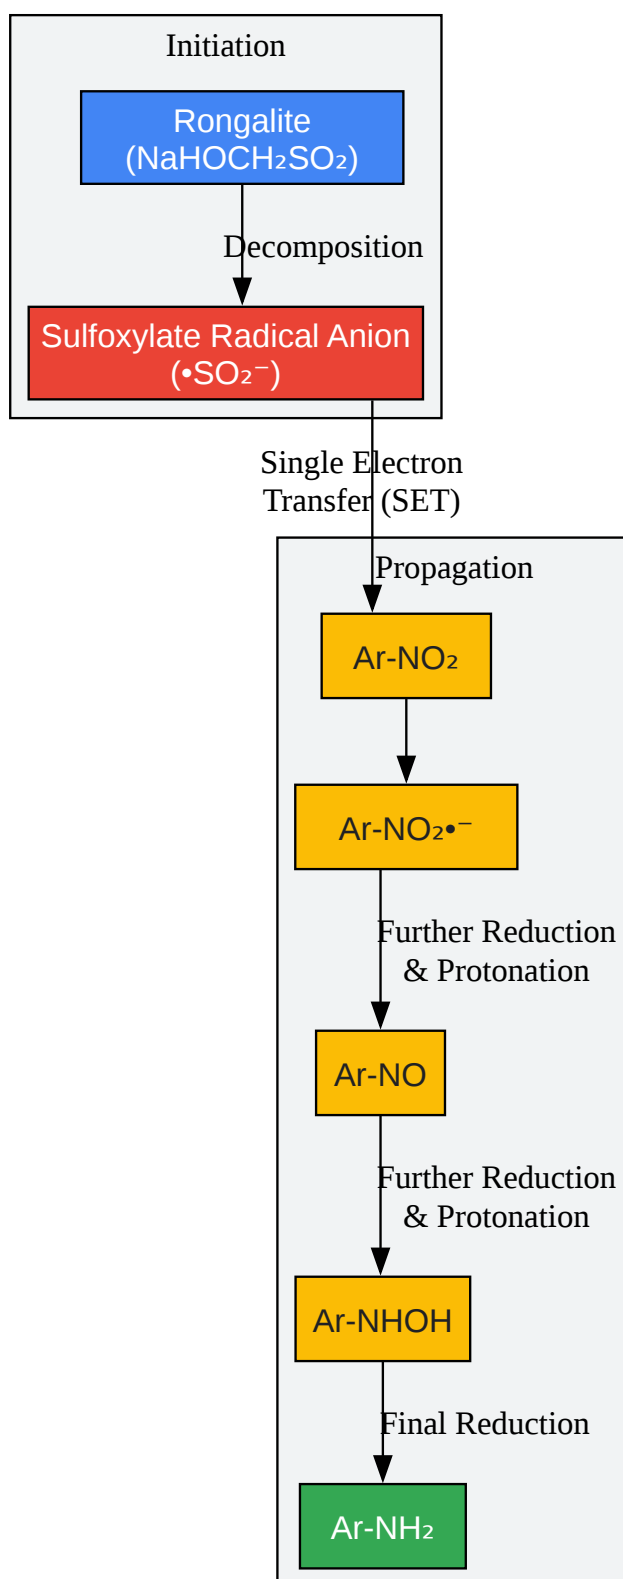 Initiation
Rongalite
(NaHOCH₂SO₂)
Decomposition
Sulfoxylate Radical Anion
(•SO₂⁻)
Single Electron
Transfer (SET)
Propagation
Ar-NO₂
Ar-NO₂•⁻
Further Reduction
& Protonation
Ar-NO
Further Reduction
& Protonation
Ar-NHOH
Final Reduction
Ar-NH₂